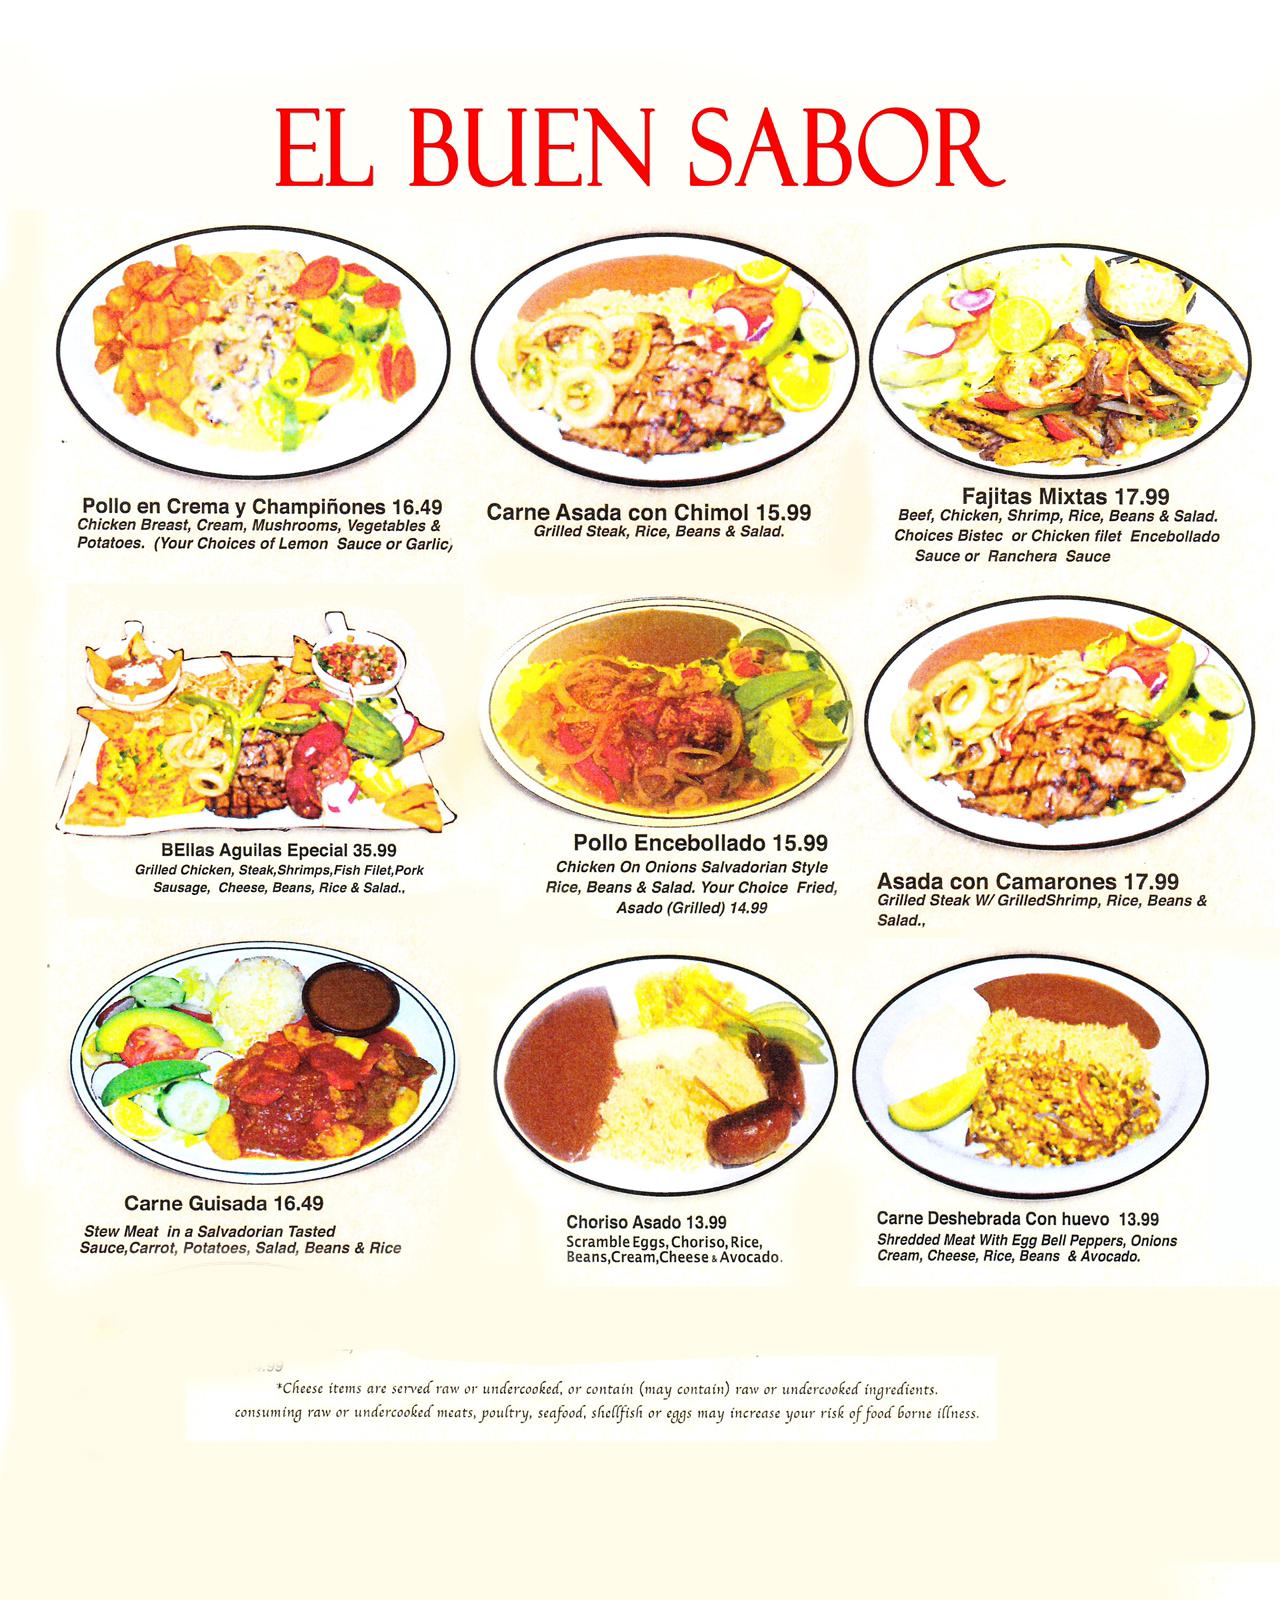 EL BUEN SABOR
Pollo en Crema y Champiñones 16.49
Chicken Breast, Cream, Mushrooms, Vegetables &
Potatoes. (Your Choices of Lemon Sauce or Garlic)
Carne Asada con Chimol 15.99
Grilled Steak, Rice, Beans & Salad.
Fajitas Mixtas 17.99
Beef, Chicken, Shrimp, Rice, Beans & Salad.
Choices Bistec or Chicken filet Encebollado
Sauce or Ranchera Sauce
BEllas Aguilas Epecial 35.99
Grilled Chicken, Steak,Shrimps,Fish Filet,Pork
Sausage, Cheese, Beans, Rice & Salad.,
Pollo Encebollado 15.99
Chicken On Onions Salvadorian Style
Rice, Beans & Salad. Your Choice Fried,
Asado (Grilled) 14.99
Asada con Camarones 17.99
Grilled Steak W/ GrilledShrimp, Rice, Beans &
Salad.,
Carne Guisada 16.49
Stew Meat in a Salvadorian Tasted
Sauce,Carrot, Potatoes, Salad, Beans & Rice
Choriso Asado 13.99
Scramble Eggs, Choriso, Rice,
Beans,Cream,Cheese & Avocado.
Carne Deshebrada Con huevo 13.99
Shredded Meat With Egg Bell Peppers, Onions
Cream, Cheese, Rice, Beans & Avocado.
*Cheese items are served raw or undercooked, or contain (may contain) raw or undercooked ingredients.
consuming raw or undercooked meats, poultry, seafood, shellfish or eggs may increase your risk of food borne illness.